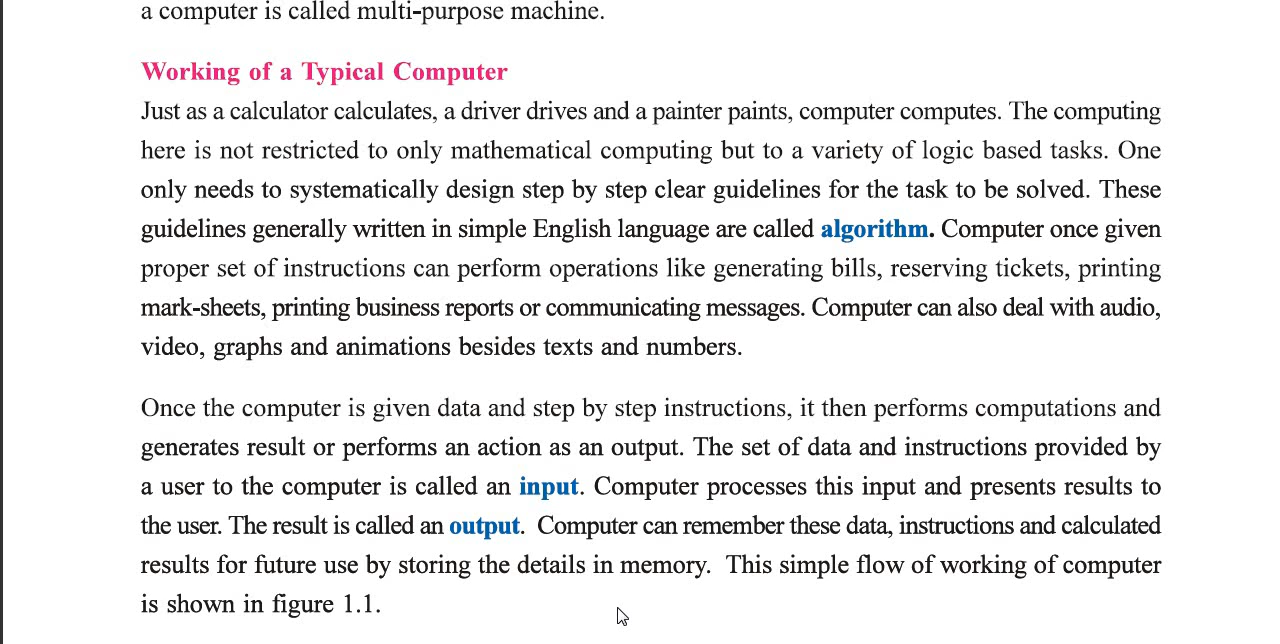 a computer is called multi-purpose machine.
Working of a Typical Computer
Just as a calculator calculates, a driver drives and a painter paints, computer computes. The computing
here is not restricted to only mathematical computing but to a variety of logic based tasks. One
only needs to systematically design step by step clear guidelines for the task to be solved. These
guidelines generally written in simple English language are called algorithm. Computer once given
proper set of instructions can perform operations like generating bills, reserving tickets, printing
mark-sheets, printing business reports or communicating messages. Computer can also deal with audio,
video, graphs and animations besides texts and numbers.
Once the computer is given data and step by step instructions, it then performs computations and
generates result or performs an action as an output. The set of data and instructions provided by
a user to the computer is called an input. Computer processes this input and presents results to
the user. The result is called an output. Computer can remember these data, instructions and calculated
results for future use by storing the details in memory. This simple flow of working of computer
is shown in figure 1.1.